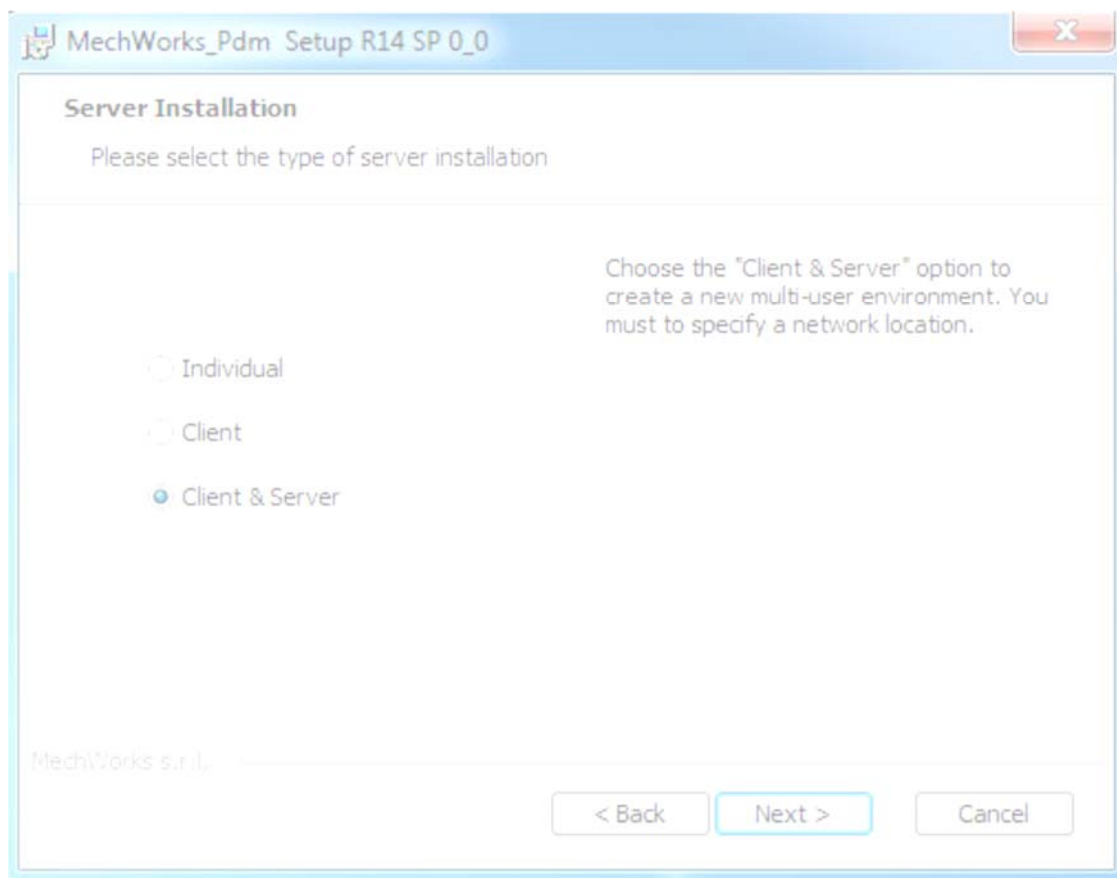 MechWorks_Pdm Setup R14 SP 0_0
Server Installation
Please select the type of server installation
Choose the "Client & Server" option to
create a new multi-user environment. You
must to specify a network location.
Individual
Client
Client & Server
MechWorks s.r.l.
< Back
Next >
Cancel